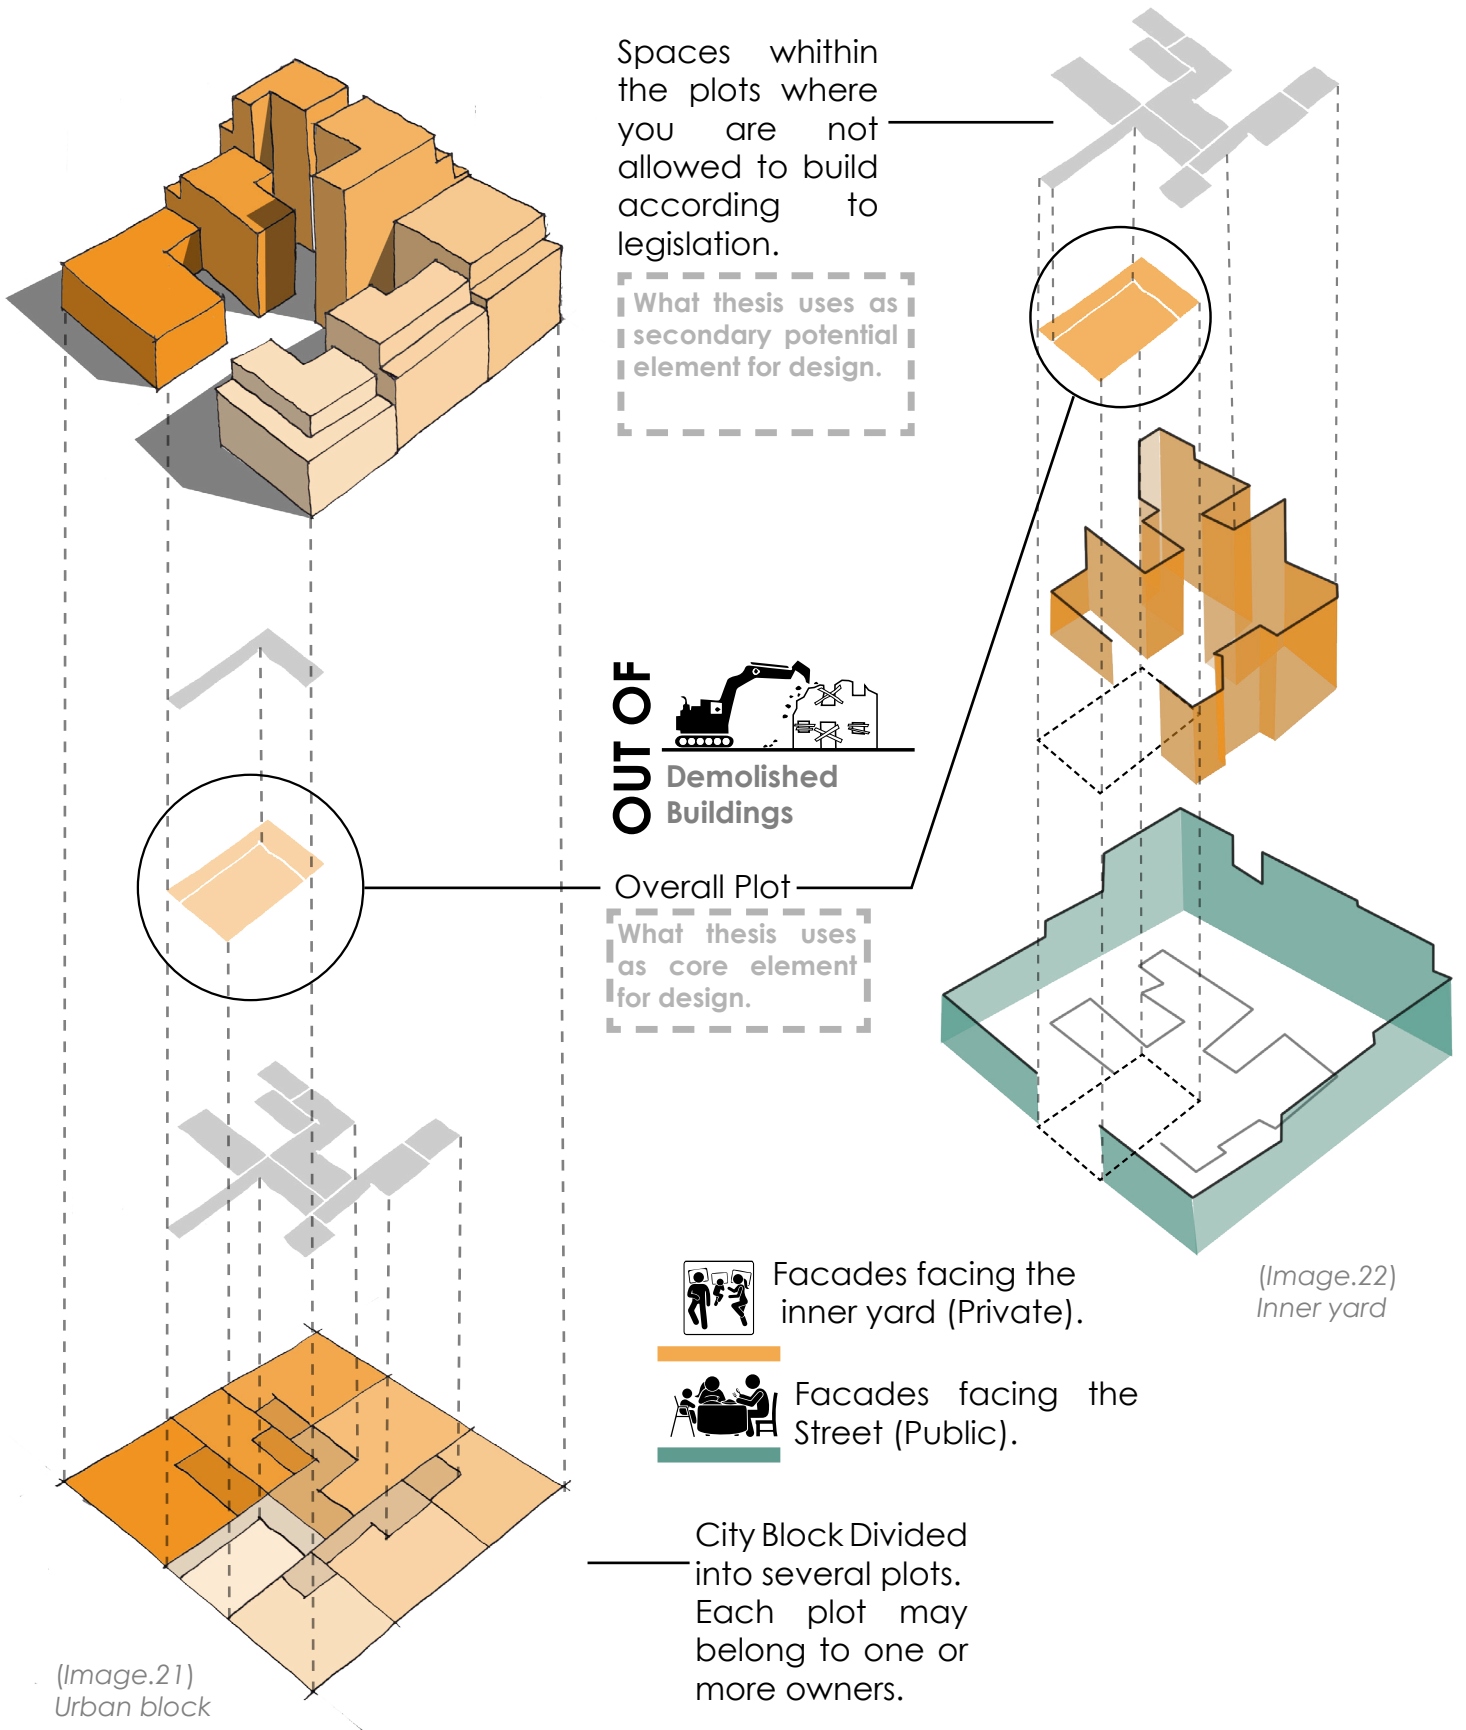 Spaces whithin
the plots where
you are not
allowed to build
according to
legislation.
What thesis uses as
secondary potential
element for design.
OUT OF
Demolished
Buildings
Overall Plot
What thesis uses
as core element
for design.
Facades facing the
inner yard (Private).
(Image.22)
Inner yard
Facades facing the
Street (Public).
City Block Divided
into several plots.
Each plot may
belong to one or
more owners.
(Image.21)
Urban block